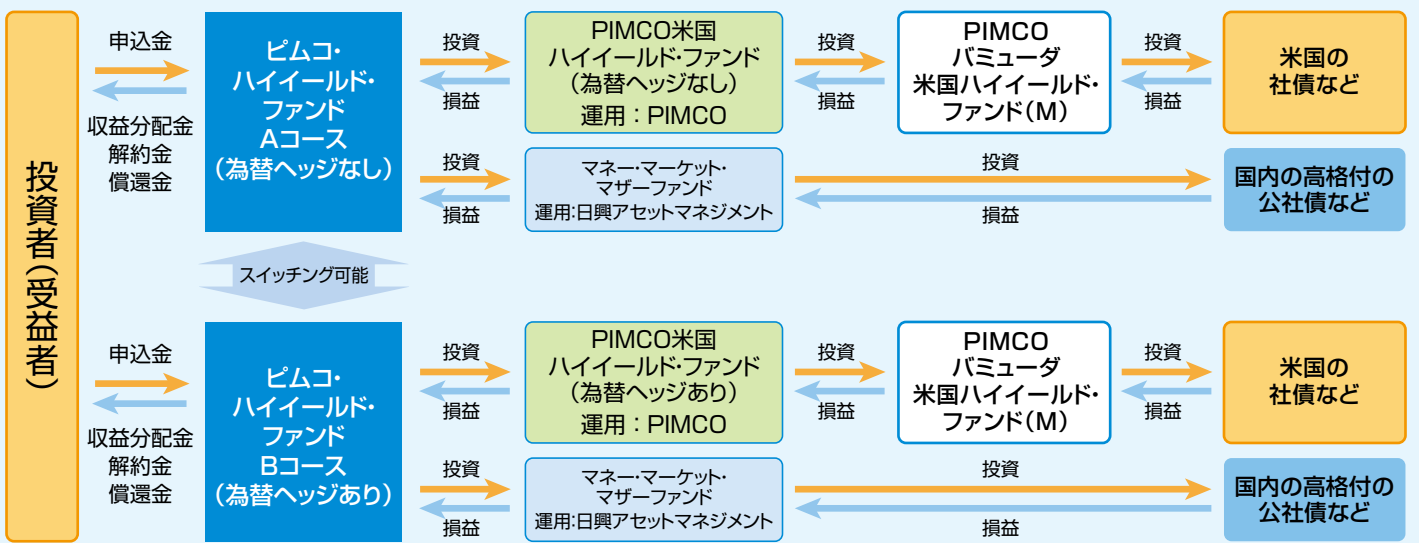 投資者(受益者)
申込金
収益分配金
解約金
償還金
ピムコ・
ハイイールド・
ファンド
Aコース
(為替ヘッジなし)
投資
損益
PIMCO米国
ハイイールド・ファンド
(為替ヘッジなし)
運用：PIMCO
投資
損益
PIMCO
バミューダ
米国ハイイールド・
ファンド(M)
投資
損益
米国の
社債など
投資
損益
マネー・マーケット・
マザーファンド
運用:日興アセットマネジメント
投資
損益
国内の高格付の
公社債など
スイッチング可能
申込金
収益分配金
解約金
償還金
ピムコ・
ハイイールド・
ファンド
Bコース
(為替ヘッジあり)
投資
損益
PIMCO米国
ハイイールド・ファンド
(為替ヘッジあり)
運用：PIMCO
投資
損益
PIMCO
バミューダ
米国ハイイールド・
ファンド(M)
投資
損益
米国の
社債など
投資
損益
マネー・マーケット・
マザーファンド
運用:日興アセットマネジメント
投資
損益
国内の高格付の
公社債など